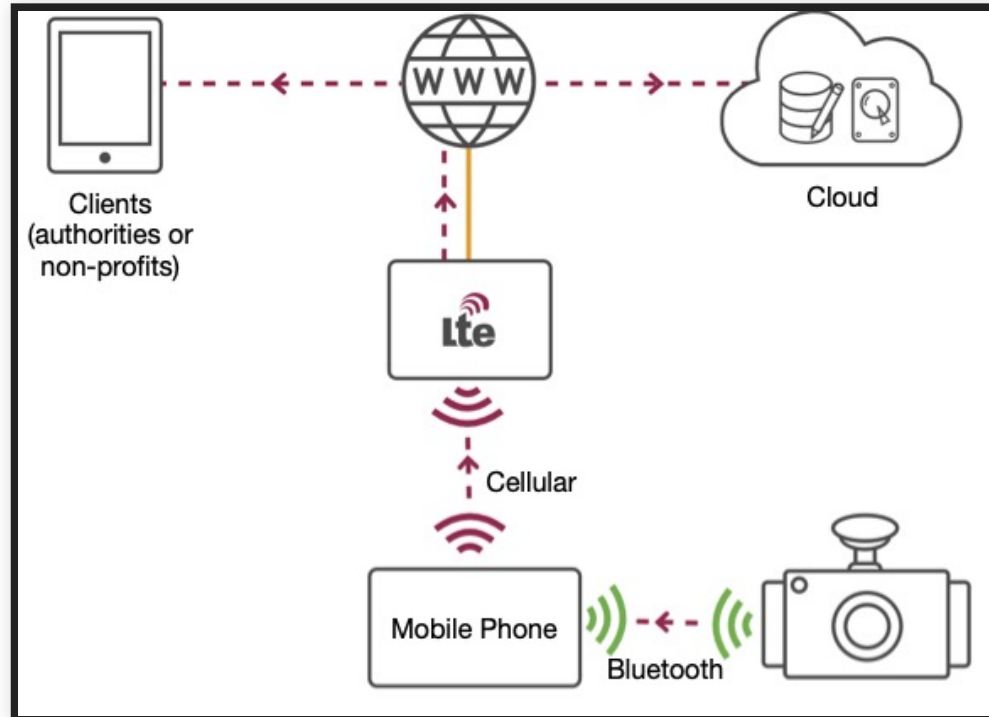 WWW
Clients
(authorities or
non-profits)
Cloud
Lte
Cellular
Mobile Phone
Bluetooth